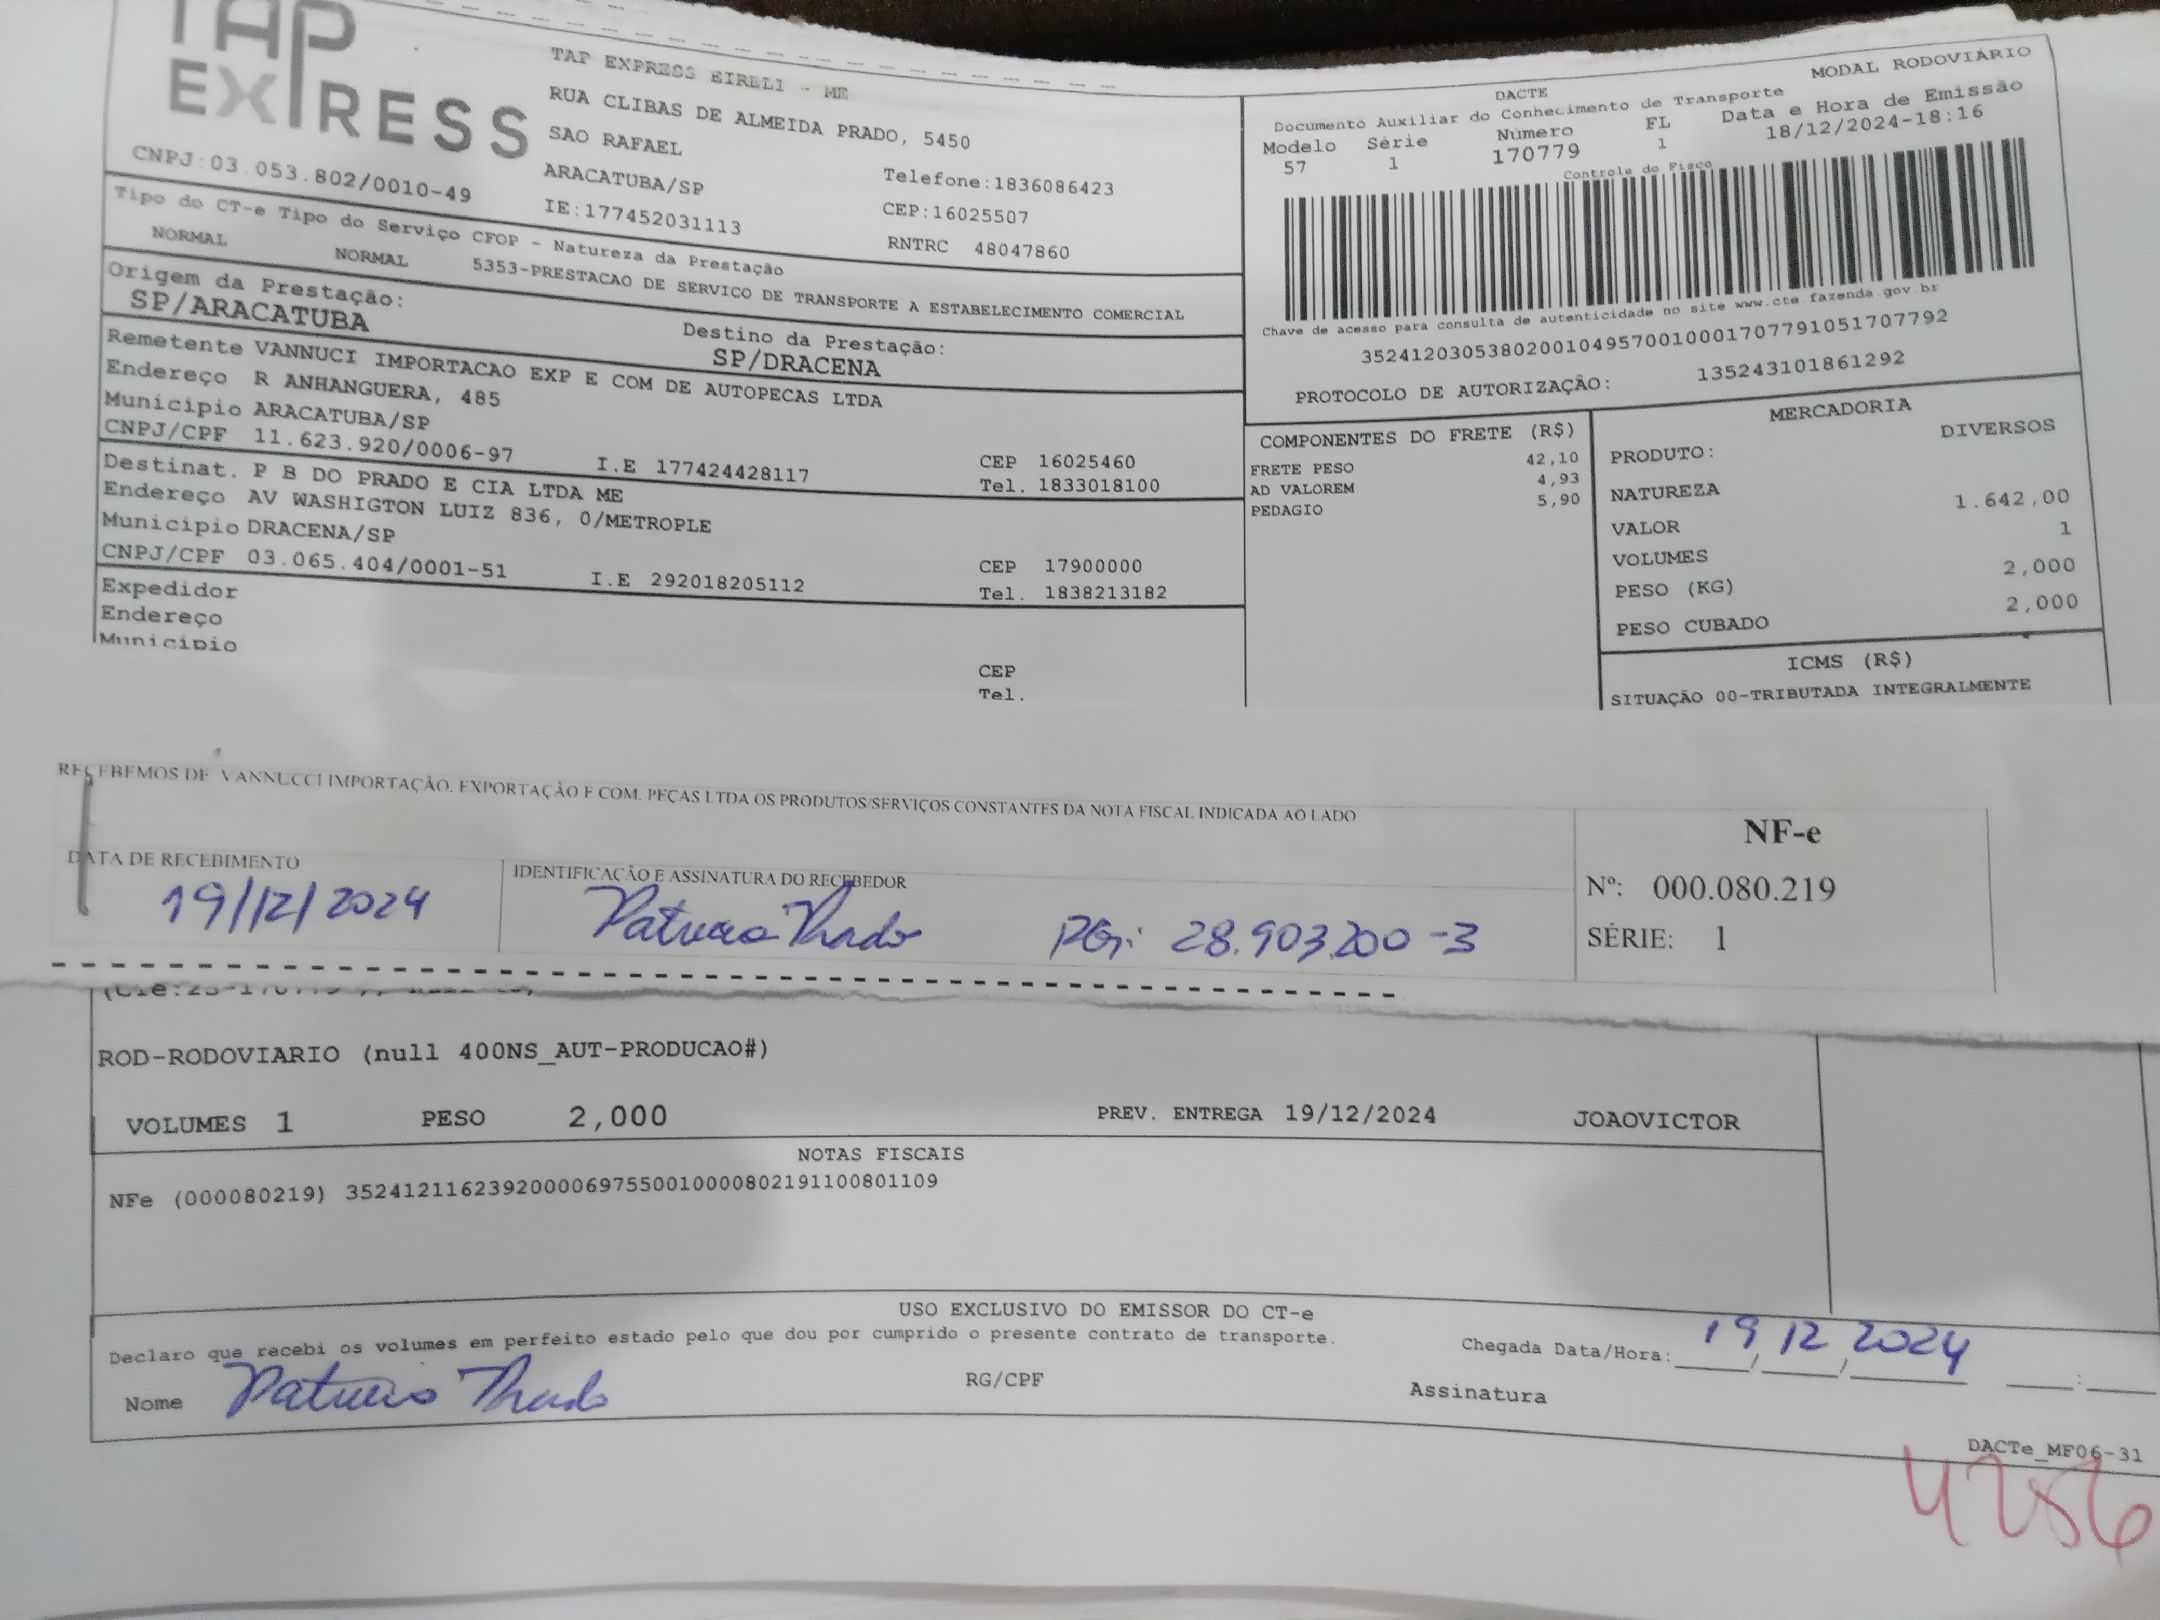 TAP
EXPRESS
CNPJ:03.053.802/0010-49
TAP EXPRESS EIRELI - ME
RUA CLIBAS DE ALMEIDA PRADO, 5450
SAO RAFAEL
ARACATUBA/SP
IE:177452031113
Telefone:1836086423
CEP:16025507
RNTRC 48047860
Tipo do CT-e Tipo do Serviço CFOP - Natureza da Prestação
NORMAL NORMAL 5353-PRESTACAO DE SERVICO DE TRANSPORTE A ESTABELECIMENTO COMERCIAL
Origem da Prestação:
SP/ARACATUBA
Destino da Prestação:
SP/DRACENA
Remetente VANNUCI IMPORTACAO EXP E COM DE AUTOPECAS LTDA
Endereço R ANHANGUERA, 485
Municipio ARACATUBA/SP
CNPJ/CPF 11.623.920/0006-97 I.E 177424428117
CEP 16025460
Tel. 1833018100
Destinat. P B DO PRADO E CIA LTDA ME
Endereço AV WASHIGTON LUIZ 836, 0/METROPLE
Municipio DRACENA/SP
CNPJ/CPF 03.065.404/0001-51 I.E 292018205112
CEP 17900000
Tel. 1838213182
Expedidor
Endereço
Municipio
CEP
Tel.
MODAL RODOVIÁRIO
DACTE
Documento Auxiliar do Conhecimento de Transporte
Modelo Série Número FL Data e Hora de Emissão
57 1 170779 1 18/12/2024-18:16
Controle do Fisco
Chave de acesso para consulta de autenticidade no site www.cte.fazenda.gov.br
35241203053802001049570010001707791051707792
PROTOCOLO DE AUTORIZAÇÃO: 135243101861292
COMPONENTES DO FRETE (R$)
FRETE PESO 42,10
AD VALOREM 4,93
PEDAGIO 5,90
MERCADORIA
PRODUTO: DIVERSOS
NATUREZA
VALOR 1.642,00
VOLUMES 1
PESO (KG) 2,000
PESO CUBADO 2,000
ICMS (R$)
SITUAÇÃO 00-TRIBUTADA INTEGRALMENTE
RECEBEMOS DE VANNUCCI IMPORTAÇÃO, EXPORTAÇÃO E COM. PEÇAS LTDA OS PRODUTOS/SERVIÇOS CONSTANTES DA NOTA FISCAL INDICADA AO LADO
DATA DE RECEBIMENTO
19/12/2024
IDENTIFICAÇÃO E ASSINATURA DO RECEBEDOR
28.903.200-3
NF-e
Nº: 000.080.219
SÉRIE: 1
ROD-RODOVIARIO (null 400NS_AUT-PRODUCAO#)
VOLUMES 1 PESO 2,000 PREV. ENTREGA 19/12/2024 JOAOVICTOR
NOTAS FISCAIS
NFe (000080219) 35241211623920000697550010000802191100801109
USO EXCLUSIVO DO EMISSOR DO CT-e
Declaro que recebi os volumes em perfeito estado pelo que dou por cumprido o presente contrato de transporte.
Chegada Data/Hora: 19/12/2024
Nome
RG/CPF
Assinatura
DACTe_MF06-31